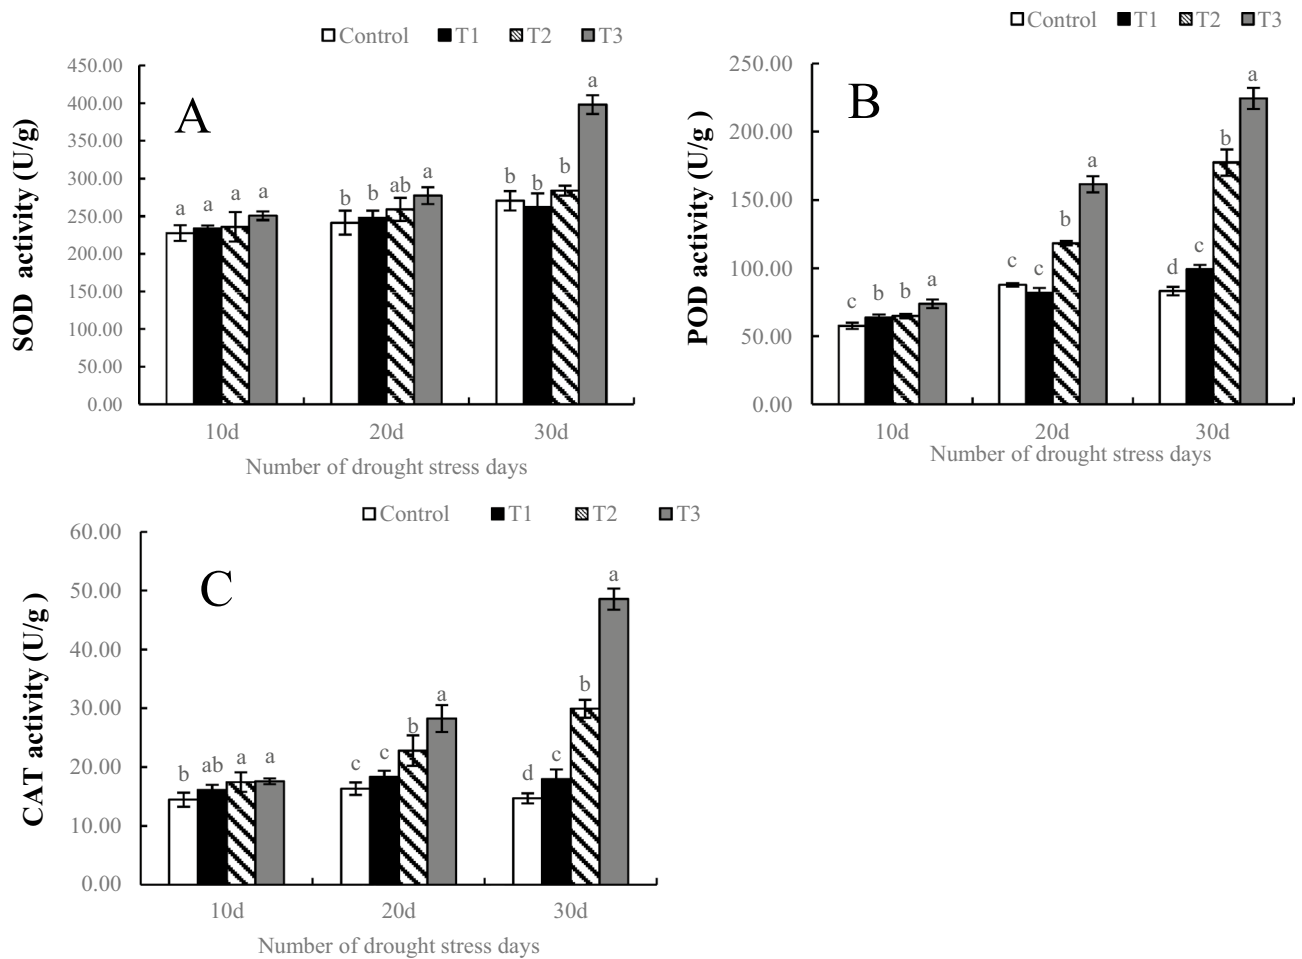 Control T1 T2 T3
A
SOD activity (U/g)
450.00
400.00
350.00
300.00
250.00
200.00
150.00
100.00
50.00
0.00
a a a a
b b ab a
b b b a
10d 20d 30d
Number of drought stress days
Control T1 T2 T3
B
POD activity (U/g )
250.00
200.00
150.00
100.00
50.00
0.00
c b b a
c c b a
d c b a
10d 20d 30d
Number of drought stress days
Control T1 T2 T3
C
CAT activity (U/g )
60.00
50.00
40.00
30.00
20.00
10.00
0.00
b ab a a
c c b a
d c b a
10d 20d 30d
Number of drought stress days